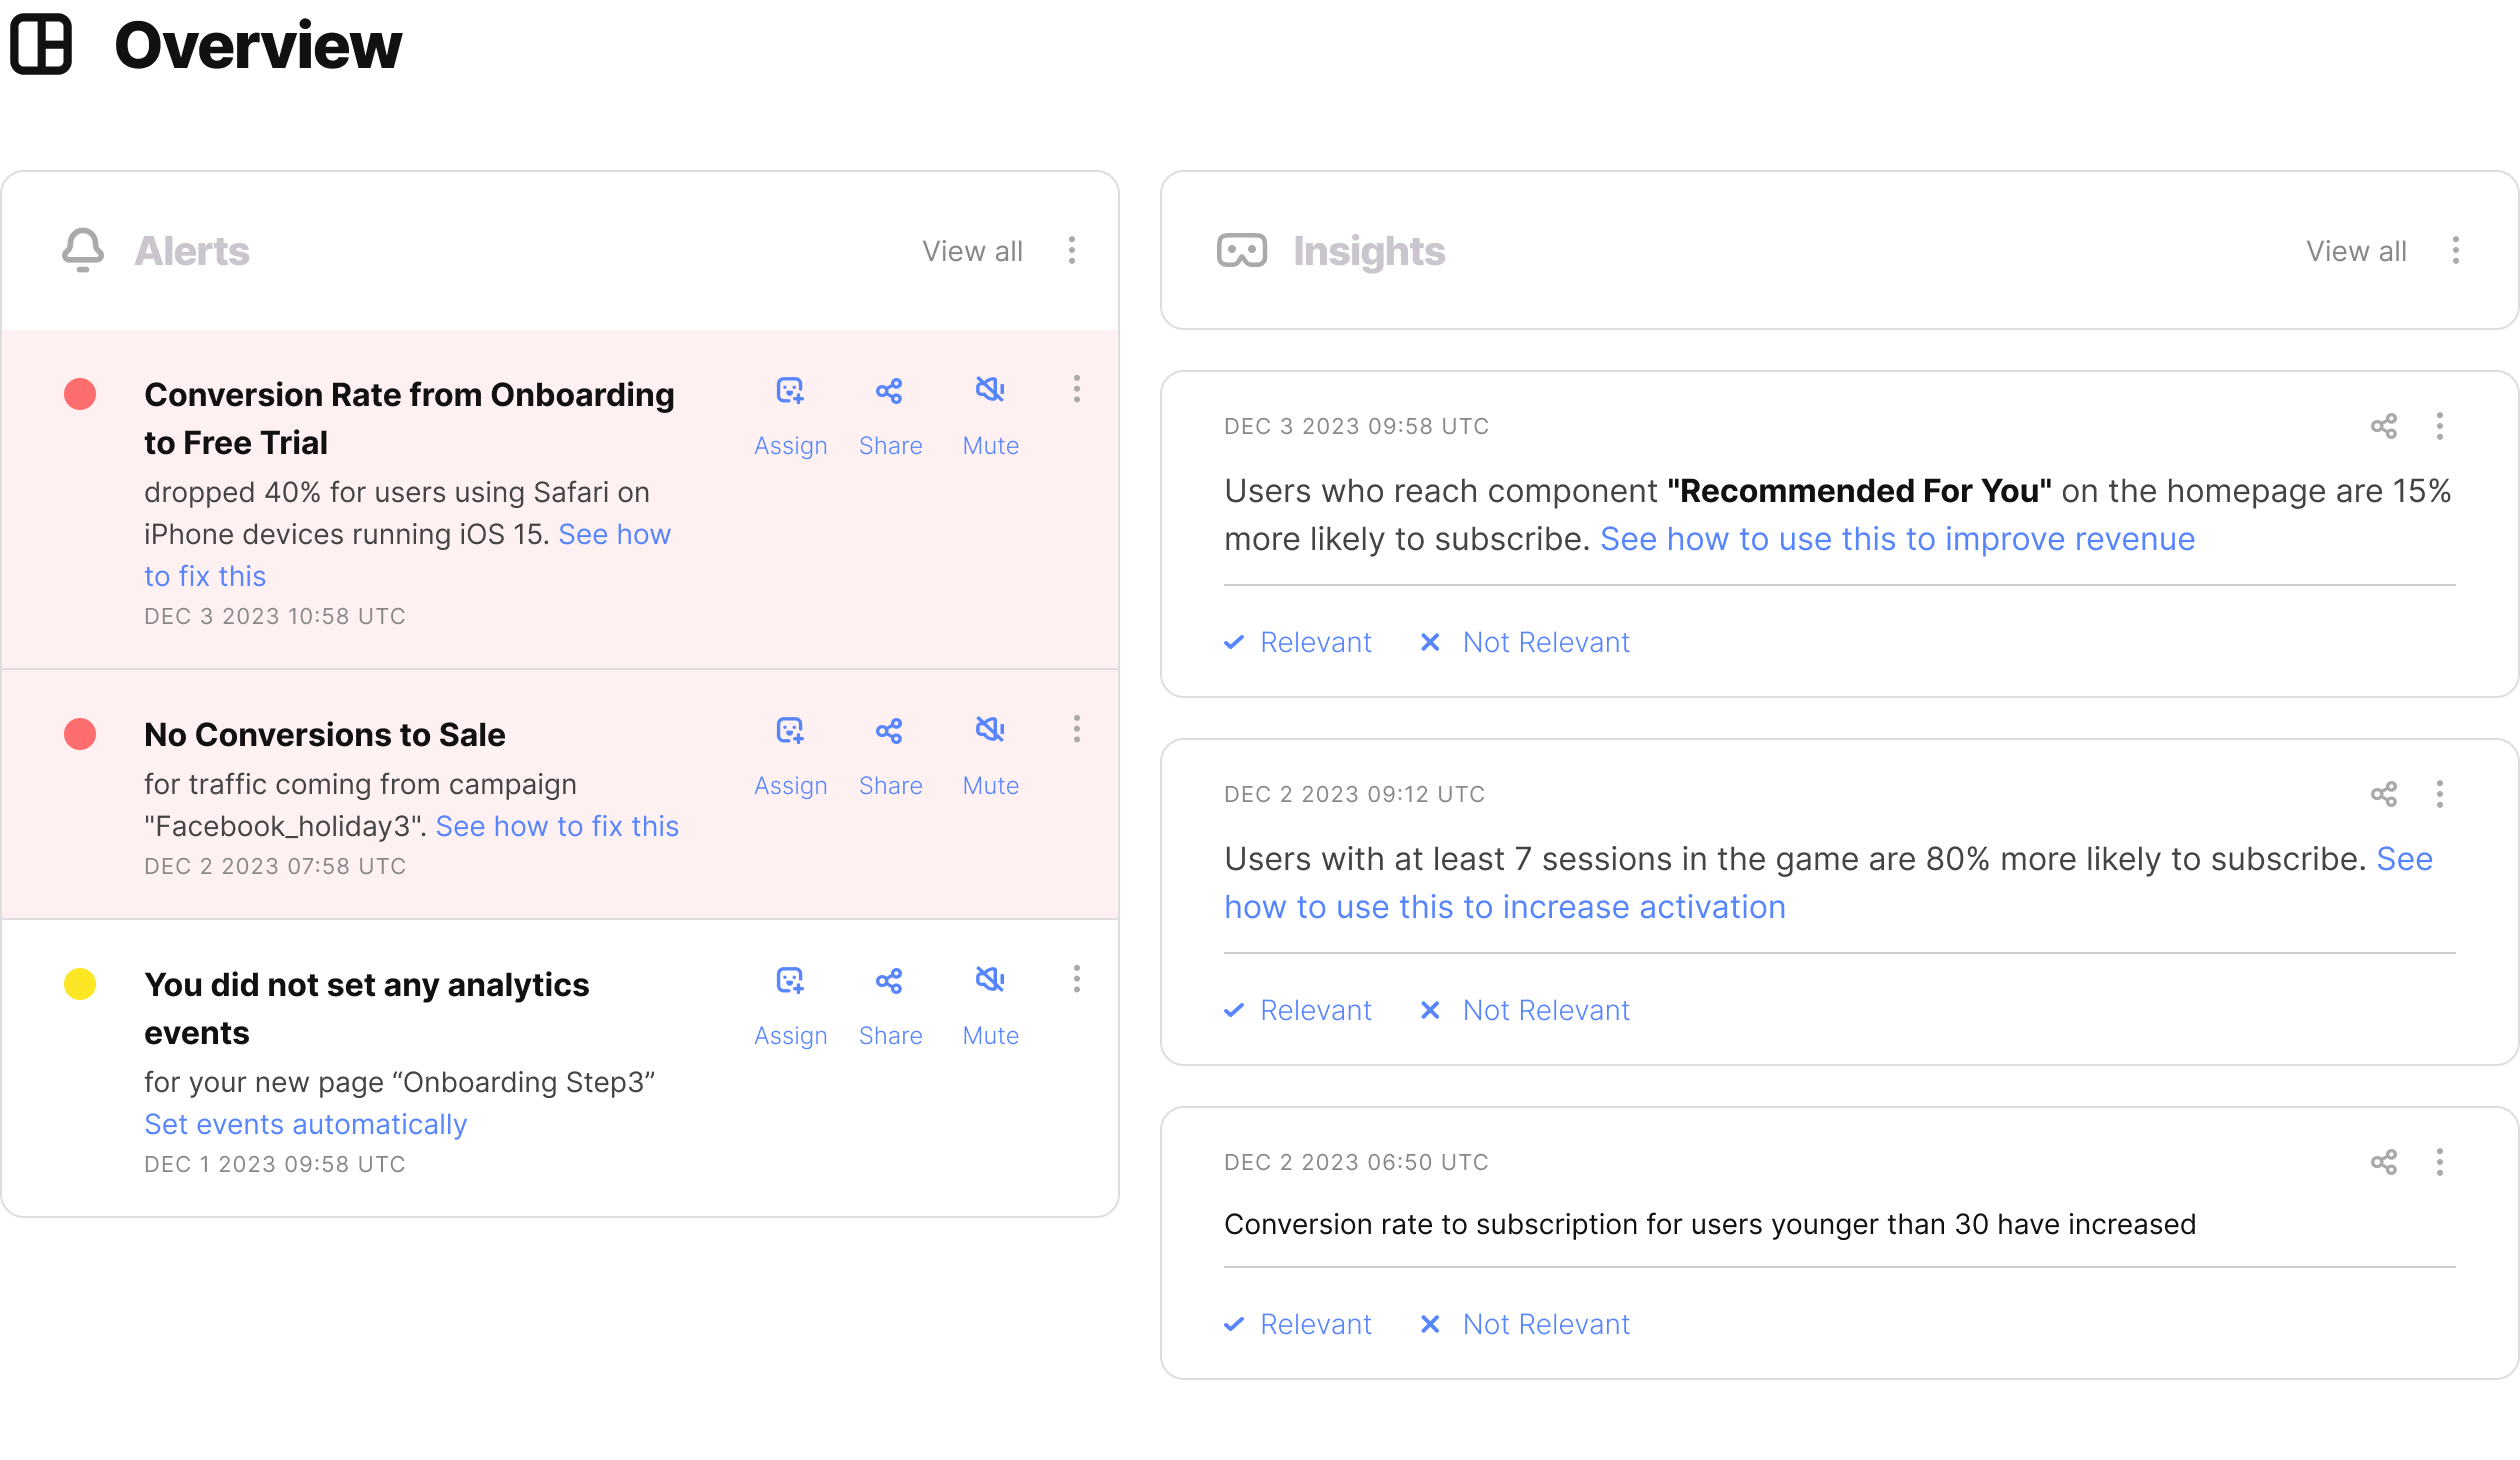 Overview
Alerts
View all
Conversion Rate from Onboarding
to Free Trial
dropped 40% for users using Safari on
iPhone devices running iOS 15. See how
to fix this
DEC 3 2023 10:58 UTC
Assign
Share
Mute
No Conversions to Sale
for traffic coming from campaign
"Facebook_holiday3". See how to fix this
DEC 2 2023 07:58 UTC
Assign
Share
Mute
You did not set any analytics
events
for your new page “Onboarding Step3”
Set events automatically
DEC 1 2023 09:58 UTC
Assign
Share
Mute
Insights
View all
DEC 3 2023 09:58 UTC
Users who reach component "Recommended For You" on the homepage are 15%
more likely to subscribe. See how to use this to improve revenue
Relevant
Not Relevant
DEC 2 2023 09:12 UTC
Users with at least 7 sessions in the game are 80% more likely to subscribe. See
how to use this to increase activation
Relevant
Not Relevant
DEC 2 2023 06:50 UTC
Conversion rate to subscription for users younger than 30 have increased
Relevant
Not Relevant